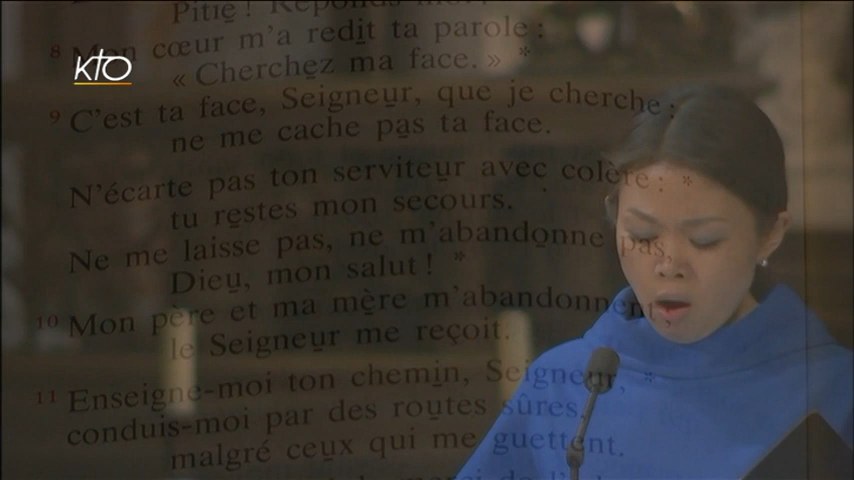 Pitié ! Réponds-moi !
8 Mon cœur m'a redit ta parole :
« Cherchez ma face. » *
kto
9 C'est ta face, Seigneur, que je cherche :
ne me cache pas ta face.
N'écarte pas ton serviteur avec colère : *
tu restes mon secours.
Ne me laisse pas, ne m'abandonne pas,
Dieu, mon salut ! *
10 Mon père et ma mère m'abandonnent ;
le Seigneur me reçoit.
11 Enseigne-moi ton chemin, Seigneur, *
conduis-moi par des routes sûres,
malgré ceux qui me guettent.